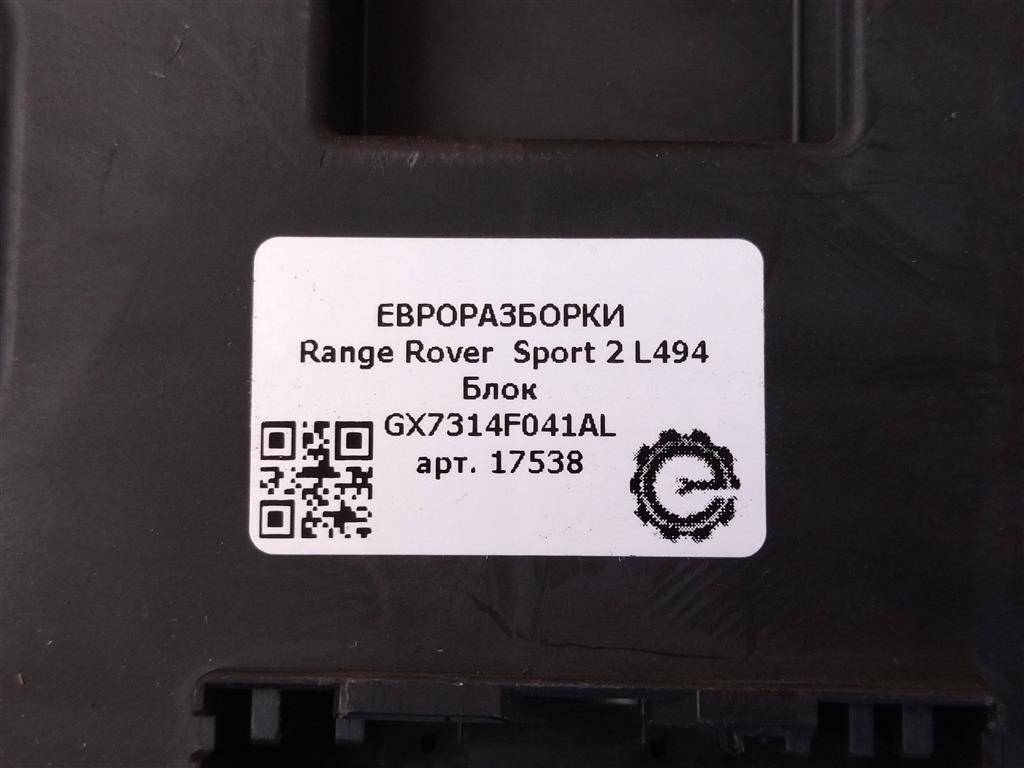 ЕВРОРАЗБОРКИ
Range Rover Sport 2 L494
Блок
GX7314F041AL
арт. 17538